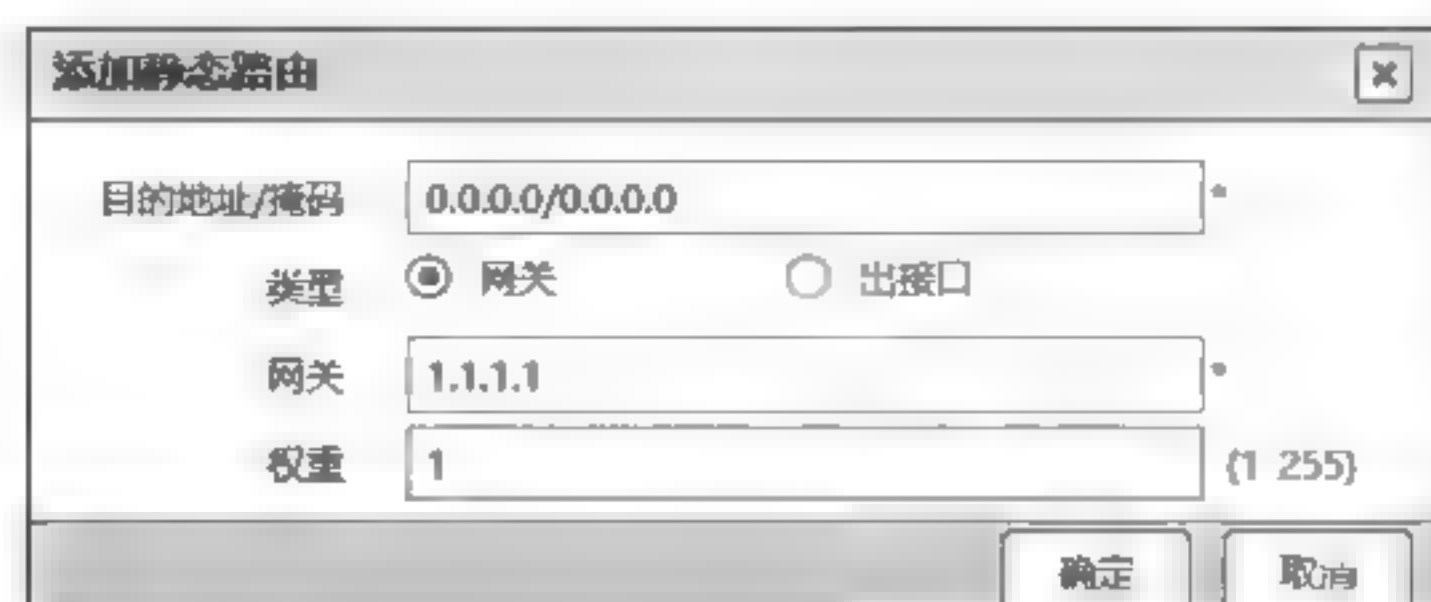 添加静态路由
目的地址/掩码 0.0.0.0/0.0.0.0 *
类型 网关 出接口
网关 1.1.1.1 *
权重 1 (1-255)
确定 取消